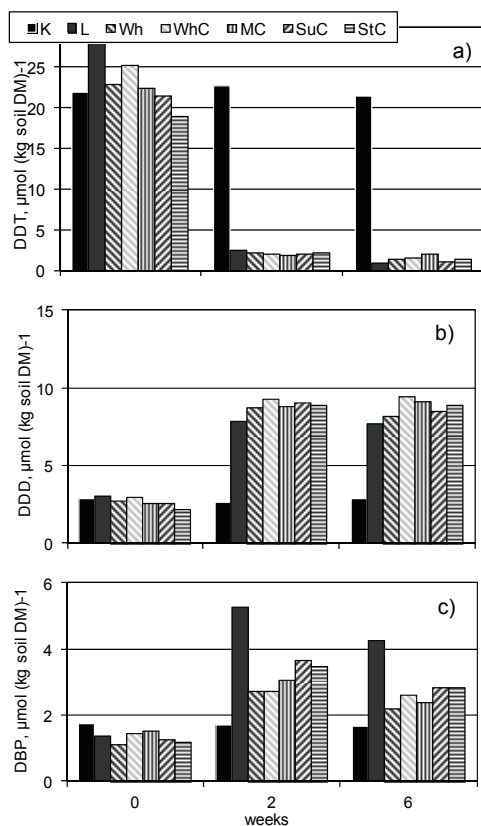 K L Wh WhC MC SuC StC
a)
25
20
15
10
5
0
DDT, µmol (kg soil DM)-1
b)
15
10
5
0
DDD, µmol (kg soil DM)-1
c)
6
4
2
0
DBP, µmol (kg soil DM)-1
0 2 6
weeks